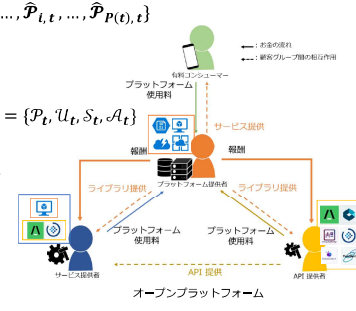 …, 𝒫̂ᵢ,ₜ, …, 𝒫̂_P(t),t}
= {𝒫ₜ, 𝒰ₜ, 𝒮ₜ, 𝒜ₜ}
:お金の流れ
:顧客グループ間の相互作用
有料コンシューマー
プラットフォーム
使用料
サービス提供
報酬
報酬
プラットフォーム提供者
ライブラリ提供
ライブラリ提供
プラットフォーム
使用料
プラットフォーム
使用料
サービス提供者
API 提供
API 提供者
オープンプラットフォーム